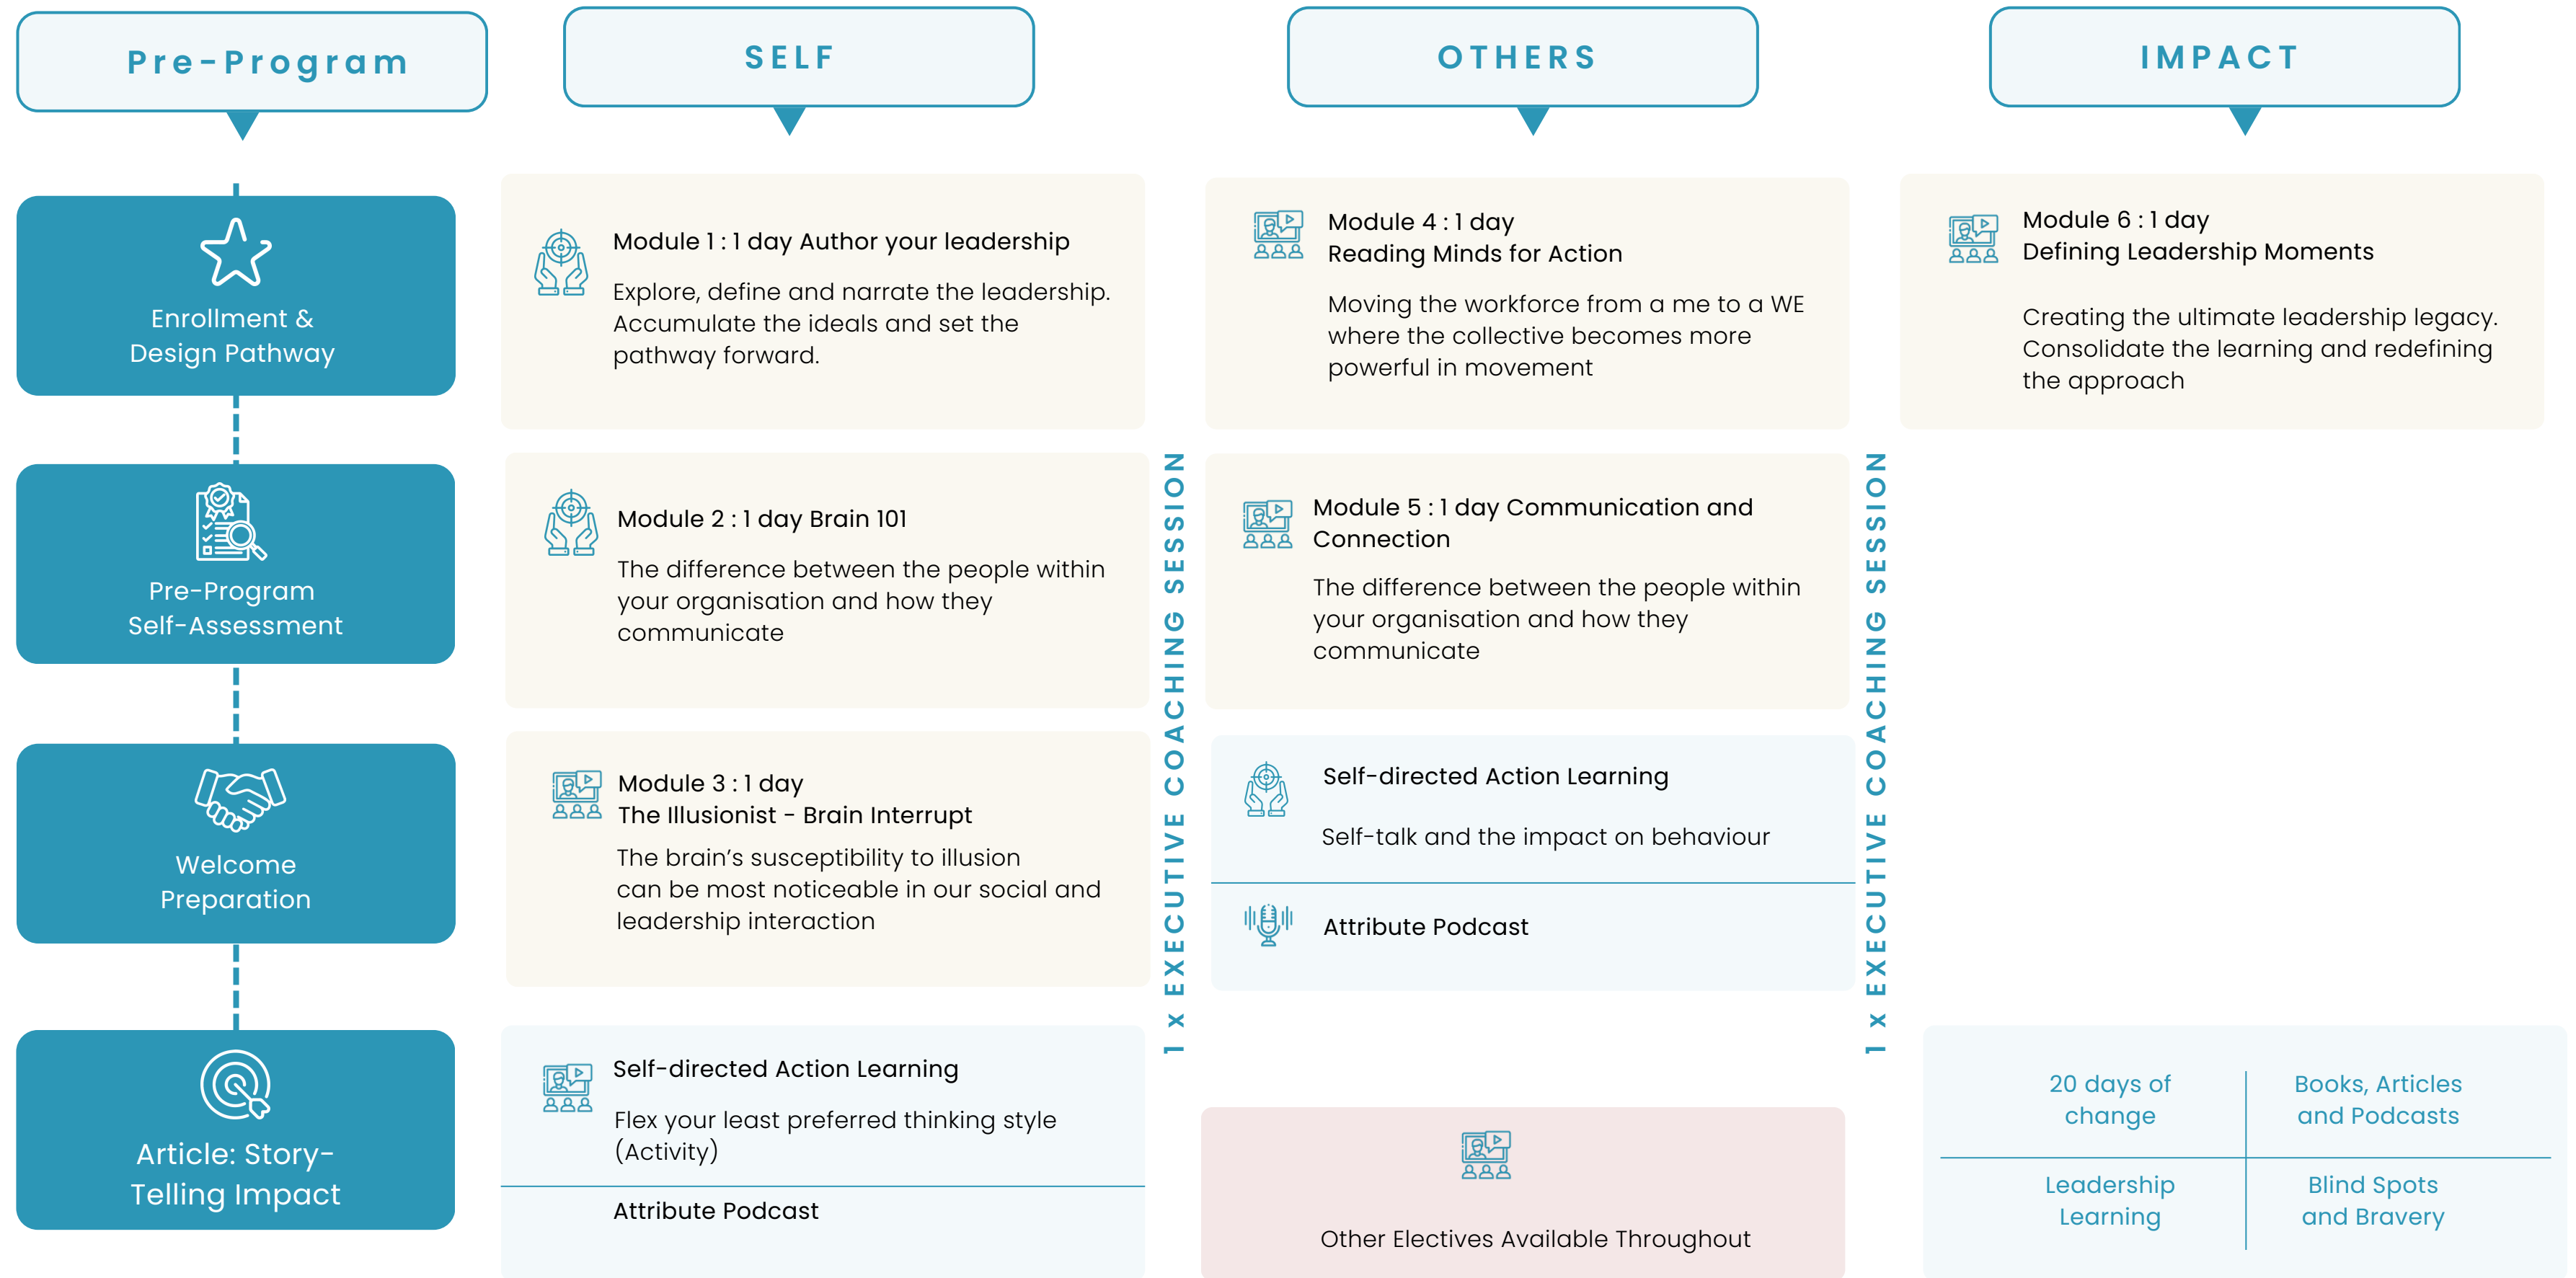 Pre-Program
Enrollment &
Design Pathway
Pre-Program
Self-Assessment
Welcome
Preparation
Article: Story-
Telling Impact
SELF
Module 1 : 1 day Author your leadership
Explore, define and narrate the leadership.
Accumulate the ideals and set the
pathway forward.
Module 2 : 1 day Brain 101
The difference between the people within
your organisation and how they
communicate
Module 3 : 1 day
The Illusionist - Brain Interrupt
The brain’s susceptibility to illusion
can be most noticeable in our social and
leadership interaction
Self-directed Action Learning
Flex your least preferred thinking style
(Activity)
Attribute Podcast
1 x EXECUTIVE COACHING SESSION
OTHERS
Module 4 : 1 day
Reading Minds for Action
Moving the workforce from a me to a WE
where the collective becomes more
powerful in movement
Module 5 : 1 day Communication and
Connection
The difference between the people within
your organisation and how they
communicate
Self-directed Action Learning
Self-talk and the impact on behaviour
Attribute Podcast
Other Electives Available Throughout
1 x EXECUTIVE COACHING SESSION
IMPACT
Module 6 : 1 day
Defining Leadership Moments
Creating the ultimate leadership legacy.
Consolidate the learning and redefining
the approach
20 days of
change
Books, Articles
and Podcasts
Leadership
Learning
Blind Spots
and Bravery